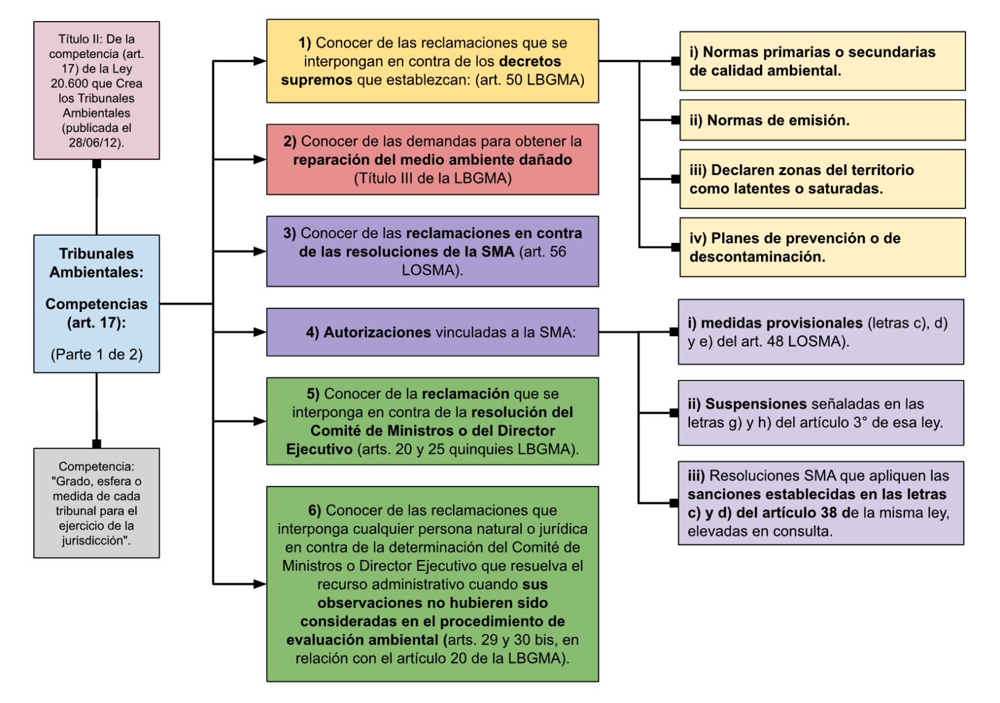 Título II: De la
competencia (art.
17) de la Ley
20.600 que Crea
los Tribunales
Ambientales
(publicada el
28/06/12).
Tribunales
Ambientales:
Competencias
(art. 17):
(Parte 1 de 2)
Competencia:
"Grado, esfera o
medida de cada
tribunal para el
ejercicio de la
jurisdicción".
1) Conocer de las reclamaciones que se
interpongan en contra de los decretos
supremos que establezcan: (art. 50 LBGMA)
2) Conocer de las demandas para obtener la
reparación del medio ambiente dañado
(Título III de la LBGMA)
3) Conocer de las reclamaciones en contra
de las resoluciones de la SMA (art. 56
LOSMA).
4) Autorizaciones vinculadas a la SMA:
5) Conocer de la reclamación que se
interponga en contra de la resolución del
Comité de Ministros o del Director
Ejecutivo (arts. 20 y 25 quinquies LBGMA).
6) Conocer de las reclamaciones que
interponga cualquier persona natural o jurídica
en contra de la determinación del Comité de
Ministros o Director Ejecutivo que resuelva el
recurso administrativo cuando sus
observaciones no hubieren sido
consideradas en el procedimiento de
evaluación ambiental (arts. 29 y 30 bis, en
relación con el artículo 20 de la LBGMA).
i) Normas primarias o secundarias
de calidad ambiental.
ii) Normas de emisión.
iii) Declaren zonas del territorio
como latentes o saturadas.
iv) Planes de prevención o de
descontaminación.
i) medidas provisionales (letras c), d)
y e) del art. 48 LOSMA).
ii) Suspensiones señaladas en las
letras g) y h) del artículo 3° de esa ley.
iii) Resoluciones SMA que apliquen las
sanciones establecidas en las letras
c) y d) del artículo 38 de la misma ley,
elevadas en consulta.